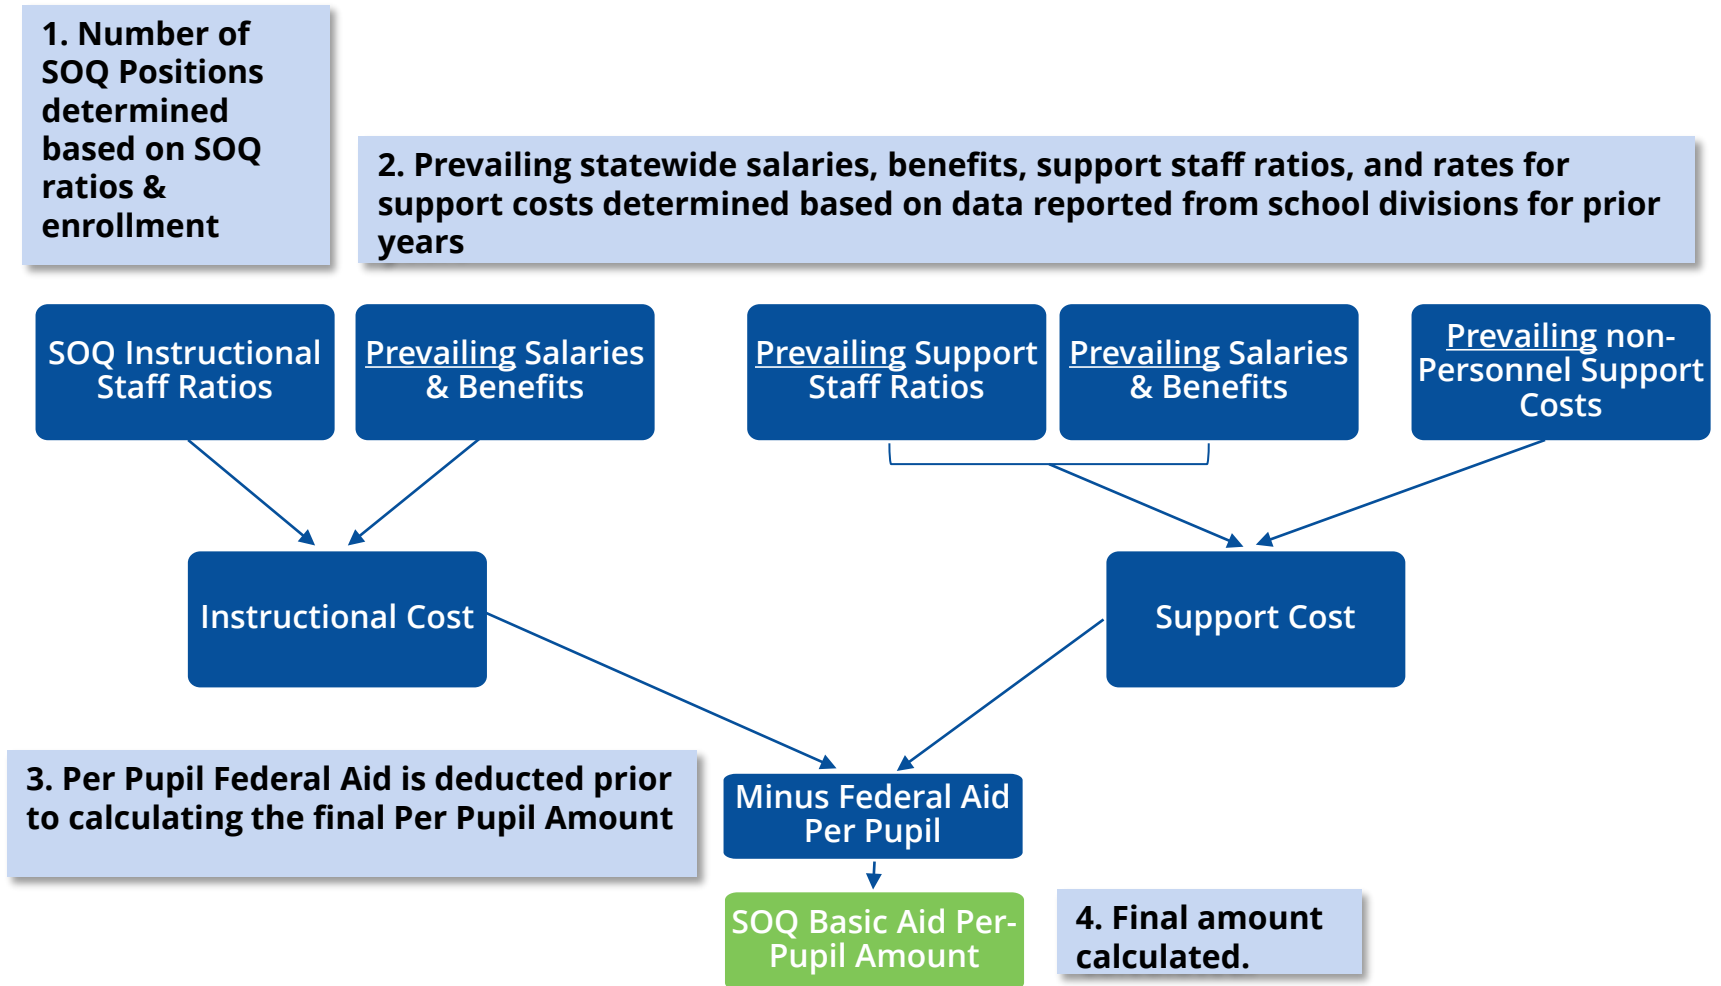 1. Number of
SOQ Positions
determined
based on SOQ
ratios &
enrollment
2. Prevailing statewide salaries, benefits, support staff ratios, and rates for
support costs determined based on data reported from school divisions for prior
years
SOQ Instructional
Staff Ratios
Prevailing Salaries
& Benefits
Prevailing Support
Staff Ratios
Prevailing Salaries
& Benefits
Prevailing non-
Personnel Support
Costs
Instructional Cost
Support Cost
3. Per Pupil Federal Aid is deducted prior
to calculating the final Per Pupil Amount
Minus Federal Aid
Per Pupil
SOQ Basic Aid Per-
Pupil Amount
4. Final amount
calculated.